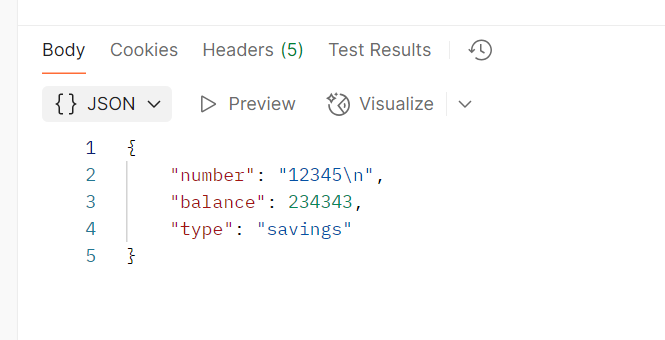 Body Cookies Headers (5) Test Results
{} JSON Preview Visualize
1 {
2 "number": "12345\n",
3 "balance": 234343,
4 "type": "savings"
5 }